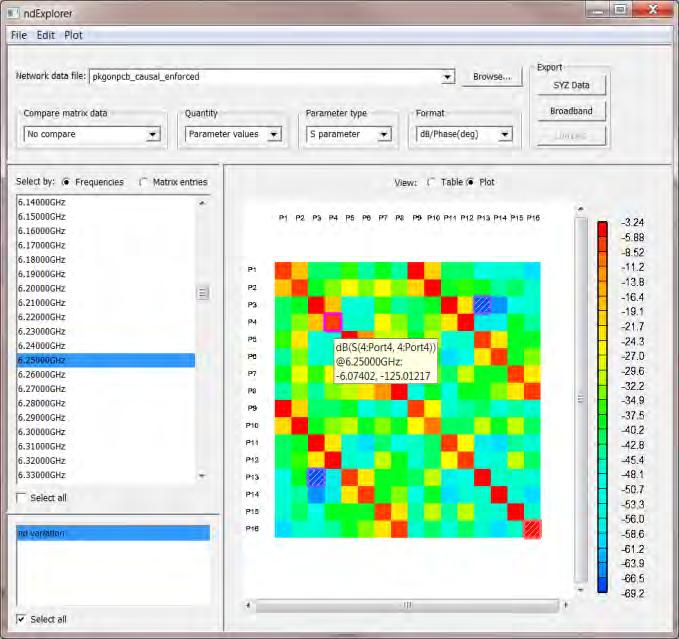 ndExplorer
File Edit Plot
Network data file: pkgonpcb_causal_enforced
Browse...
Export
SYZ Data
Broadband
Compare matrix data
No compare
Quantity
Parameter values
Parameter type
S parameter
Format
dB/Phase(deg)
Select by: Frequencies Matrix entries
View: Table Plot
6.14000GHz
6.15000GHz
6.16000GHz
6.17000GHz
6.18000GHz
6.19000GHz
6.20000GHz
6.21000GHz
6.22000GHz
6.23000GHz
6.24000GHz
6.25000GHz
6.26000GHz
6.27000GHz
6.28000GHz
6.29000GHz
6.30000GHz
6.31000GHz
6.32000GHz
6.33000GHz
Select all
nd variation
Select all
P1 P2 P3 P4 P5 P6 P7 P8 P9 P10 P11 P12 P13 P14 P15 P16
P1
P2
P3
P4
P5
P6
P7
P8
P9
P10
P11
P12
P13
P14
P15
P16
dB(S(4:Port4, 4:Port4))
@6.25000GHz:
-6.07402, -125.01217
-3.24
-5.88
-8.52
-11.2
-13.8
-16.4
-19.1
-21.7
-24.3
-27.0
-29.6
-32.2
-34.9
-37.5
-40.2
-42.8
-45.4
-48.1
-50.7
-53.3
-56.0
-58.6
-61.2
-63.9
-66.5
-69.2